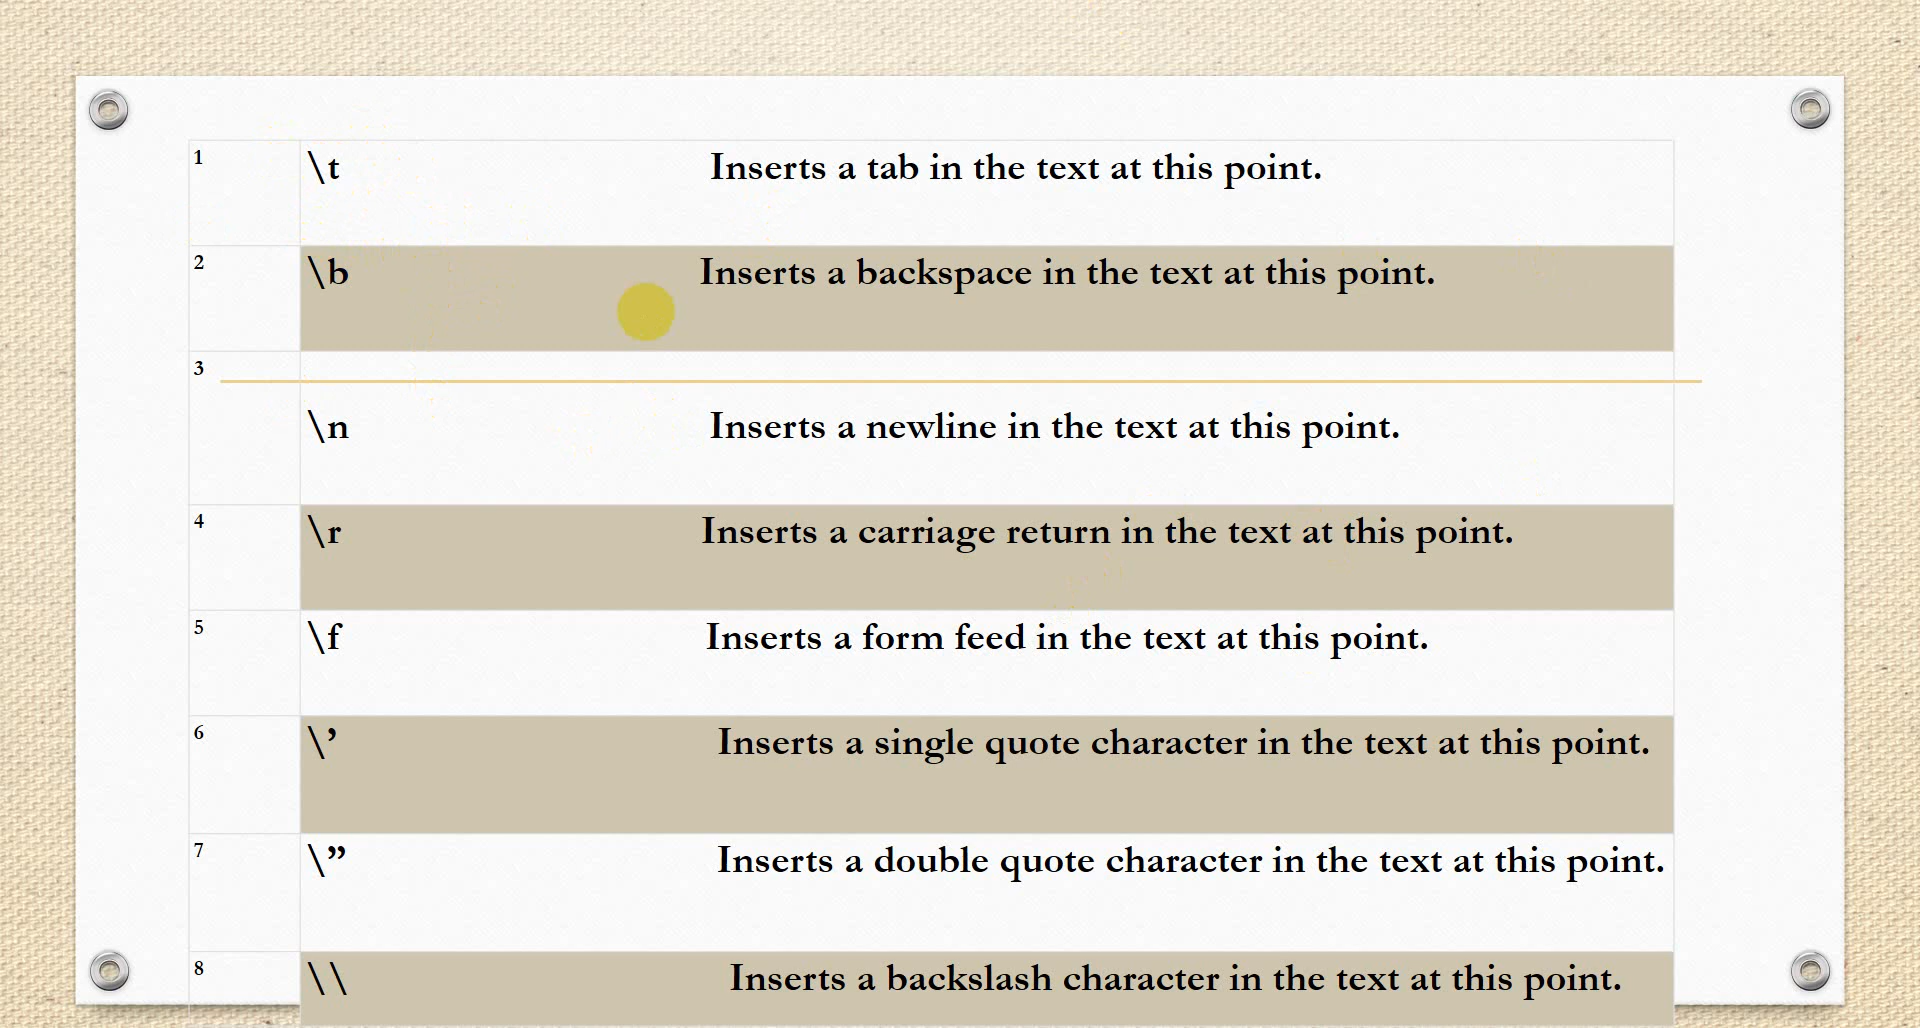 1 \t Inserts a tab in the text at this point.
2 \b Inserts a backspace in the text at this point.
3
\n Inserts a newline in the text at this point.
4 \r Inserts a carriage return in the text at this point.
5 \f Inserts a form feed in the text at this point.
6 \’ Inserts a single quote character in the text at this point.
7 \” Inserts a double quote character in the text at this point.
8 \\ Inserts a backslash character in the text at this point.